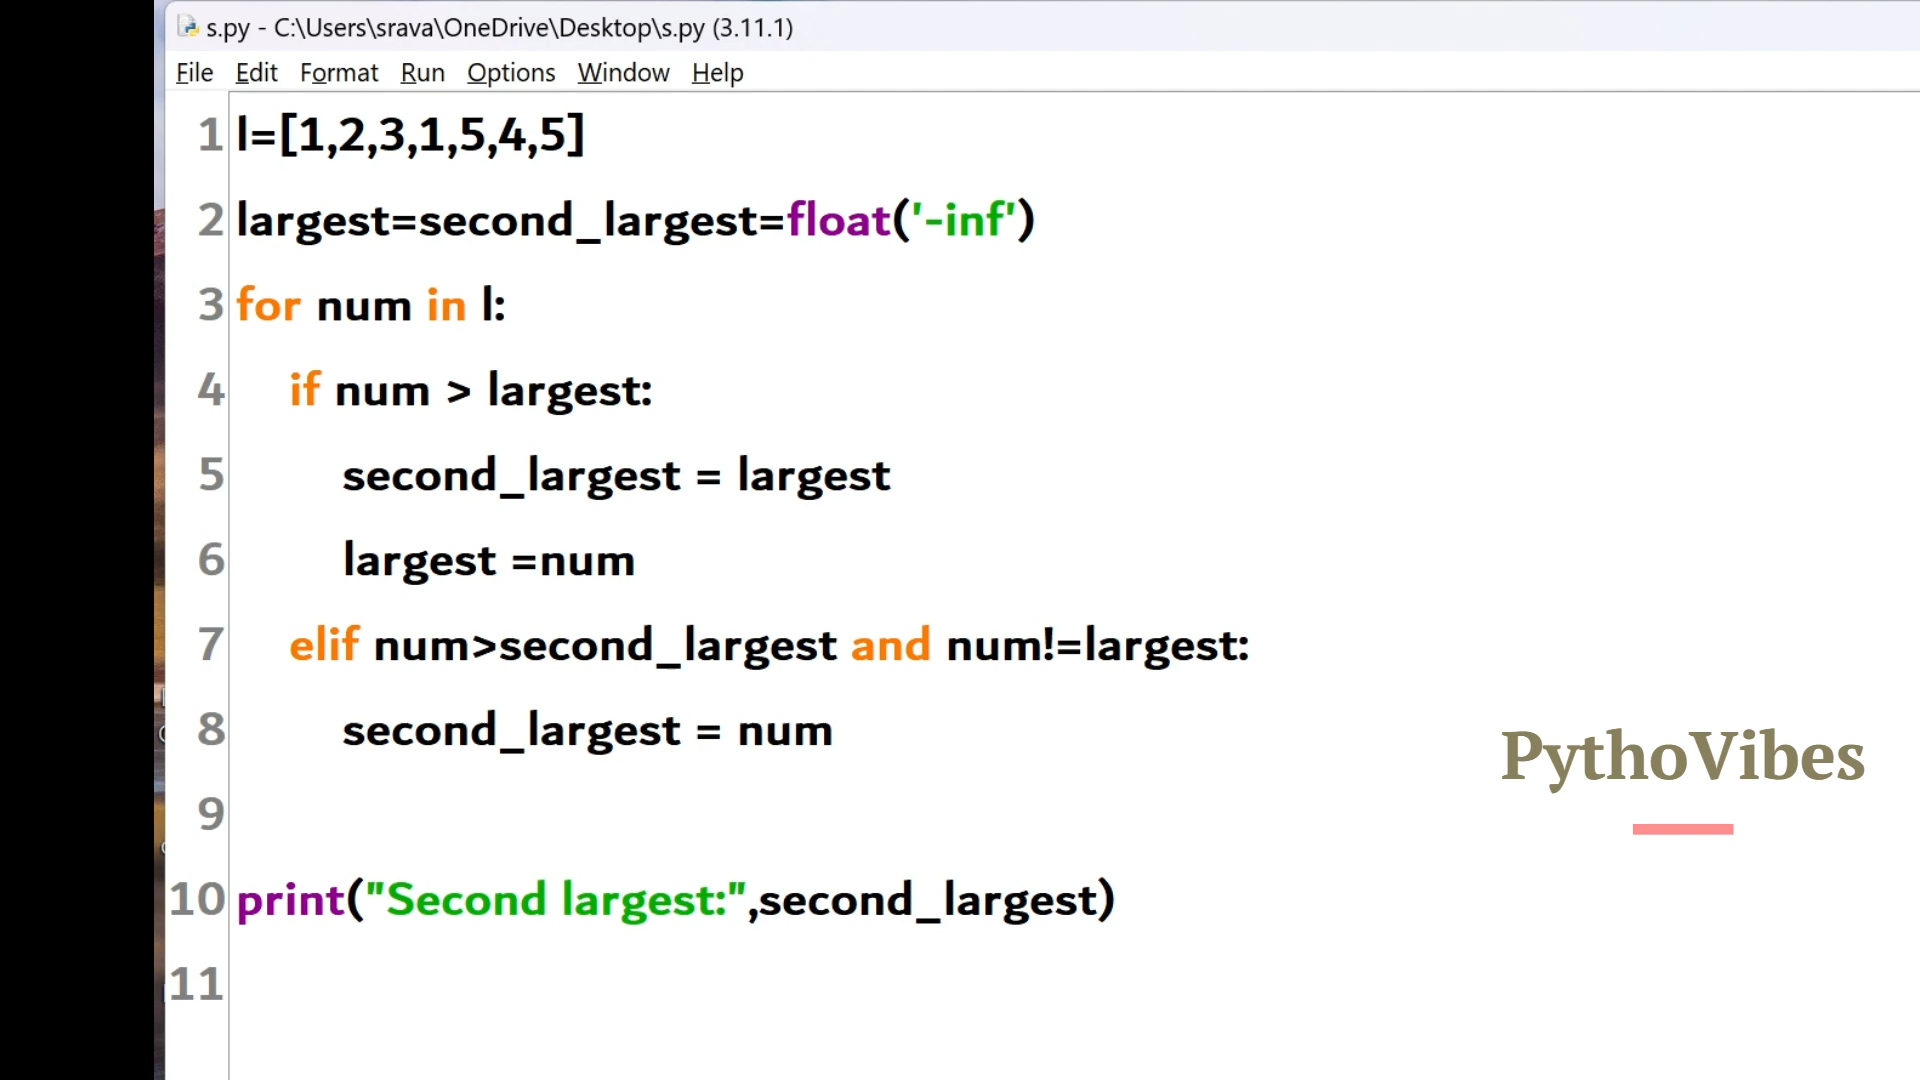 s.py - C:\Users\srava\OneDrive\Desktop\s.py (3.11.1)
File Edit Format Run Options Window Help
1 l=[1,2,3,1,5,4,5]
2 largest=second_largest=float('-inf')
3 for num in l:
4 if num > largest:
5 second_largest = largest
6 largest =num
7 elif num>second_largest and num!=largest:
8 second_largest = num
PythoVibes
9
10 print("Second largest:",second_largest)
11